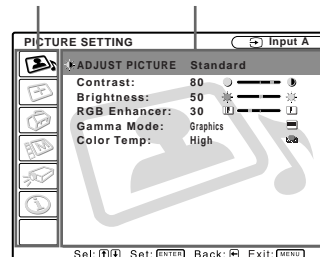 PICTURE SETTING Input A
ADJUST PICTURE Standard
Contrast: 80
Brightness: 50
RGB Enhancer: 30
Gamma Mode: Graphics
Color Temp: High
Sel: Set: ENTER Back: Exit: MENU